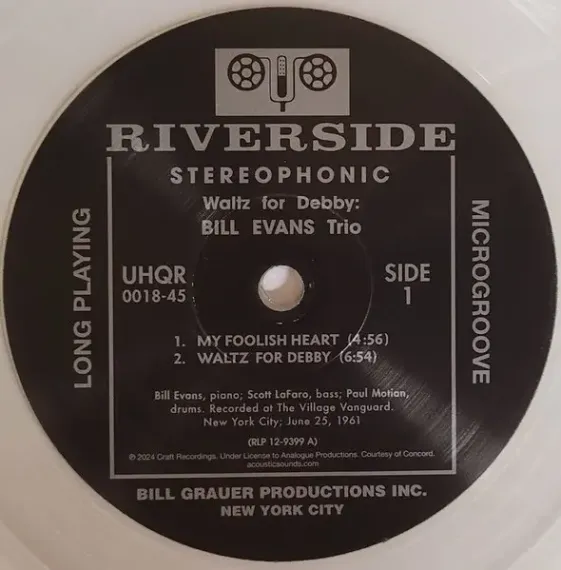 RIVERSIDE
STEREOPHONIC
Waltz for Debby:
BILL EVANS Trio
LONG PLAYING
MICROGROOVE
UHQR
0018-45
SIDE
1
1. MY FOOLISH HEART (4:56)
2. WALTZ FOR DEBBY (6:54)
Bill Evans, piano; Scott LaFaro, bass; Paul Motian,
drums. Recorded at The Village Vanguard.
New York City; June 25, 1961
(RLP 12-9399 A)
℗ 2024 Craft Recordings. Under License to Analogue Productions. Courtesy of Concord.
acousticsounds.com
BILL GRAUER PRODUCTIONS INC.
NEW YORK CITY